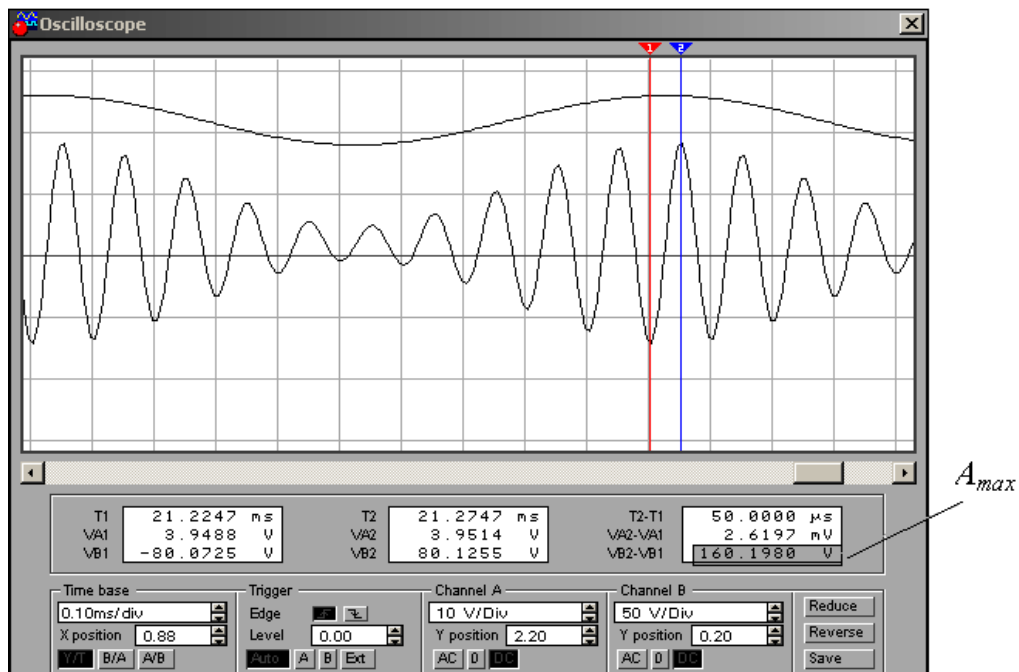 Oscilloscope
1 2
T1 21.2247 ms T2 21.2747 ms T2-T1 50.0000 µs
VA1 3.9488 V VA2 3.9514 V VA2-VA1 2.6197 mV
VB1 -80.0725 V VB2 80.1255 V VB2-VB1 160.1980 V
Amax
Time base Trigger Channel A Channel B
0.10ms/div Edge 10 V/Div 50 V/Div Reduce
X position 0.88 Level 0.00 Y position 2.20 Y position 0.20 Reverse
Y/T B/A A/B Auto A B Ext AC 0 DC AC 0 DC Save